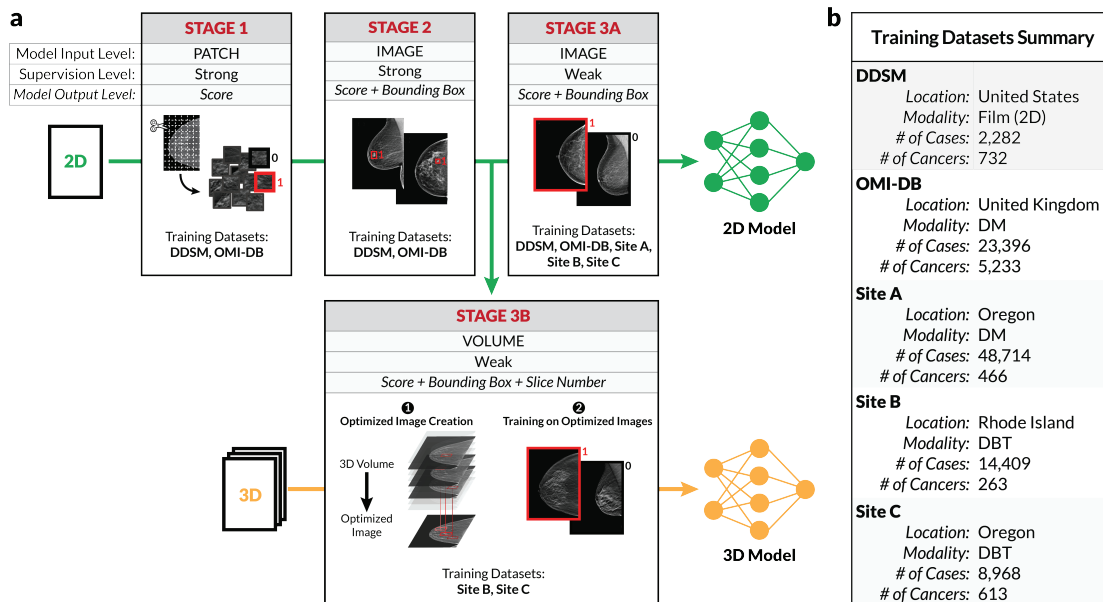 a
STAGE 1
STAGE 2
STAGE 3A
Model Input Level:
PATCH
IMAGE
IMAGE
Supervision Level:
Strong
Strong
Weak
Model Output Level:
Score
Score + Bounding Box
Score + Bounding Box
2D
0
1
1
1
1
0
2D Model
Training Datasets:
DDSM, OMI-DB
Training Datasets:
DDSM, OMI-DB
Training Datasets:
DDSM, OMI-DB, Site A,
Site B, Site C
STAGE 3B
VOLUME
Weak
Score + Bounding Box + Slice Number
1
Optimized Image Creation
2
Training on Optimized Images
3D
3D Volume
Optimized
Image
1
0
3D Model
Training Datasets:
Site B, Site C
b
Training Datasets Summary
DDSM
Location: United States
Modality: Film (2D)
# of Cases: 2,282
# of Cancers: 732
OMI-DB
Location: United Kingdom
Modality: DM
# of Cases: 23,396
# of Cancers: 5,233
Site A
Location: Oregon
Modality: DM
# of Cases: 48,714
# of Cancers: 466
Site B
Location: Rhode Island
Modality: DBT
# of Cases: 14,409
# of Cancers: 263
Site C
Location: Oregon
Modality: DBT
# of Cases: 8,968
# of Cancers: 613